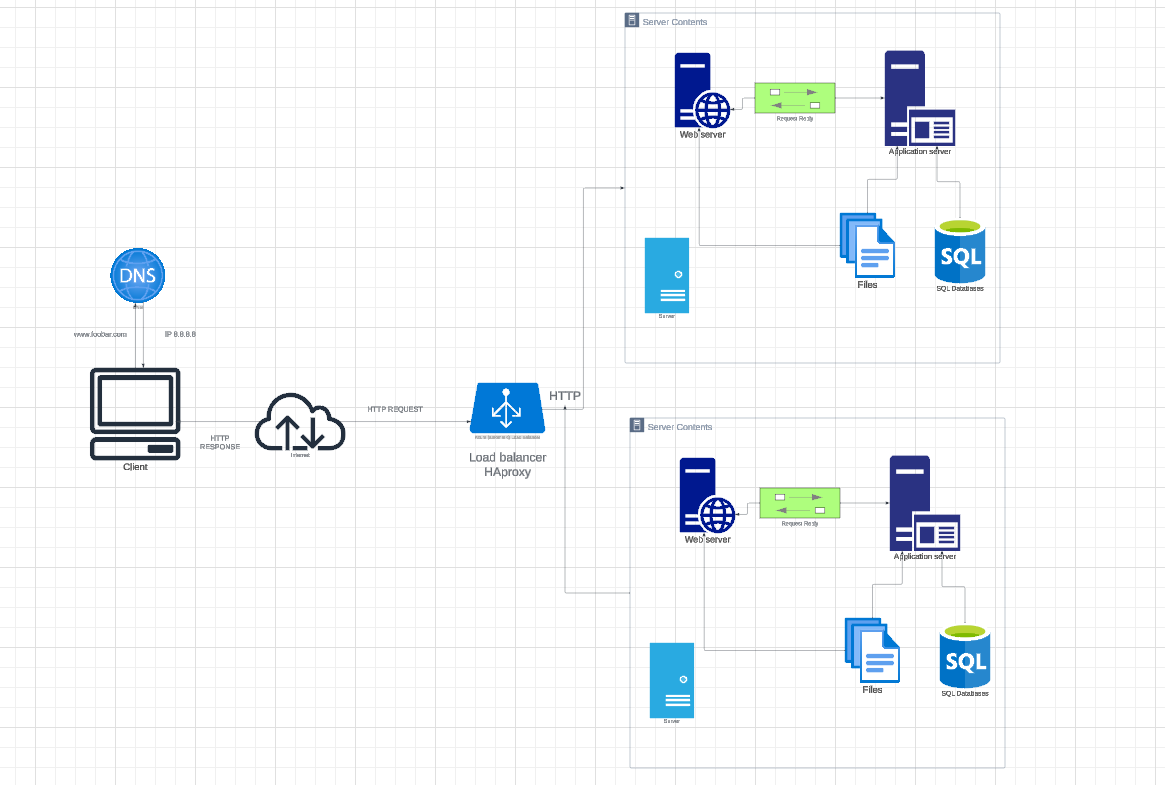 Server Contents
Web server
Request Reply
Application server
Files
SQL
SQL Databases
Server
DNS
www.foobar.com
IP 8.8.8.8
Client
HTTP
RESPONSE
Internet
HTTP REQUEST
Load balancer
HAproxy
HTTP
Server Contents
Web server
Request Reply
Application server
Files
SQL
SQL Databases
Server